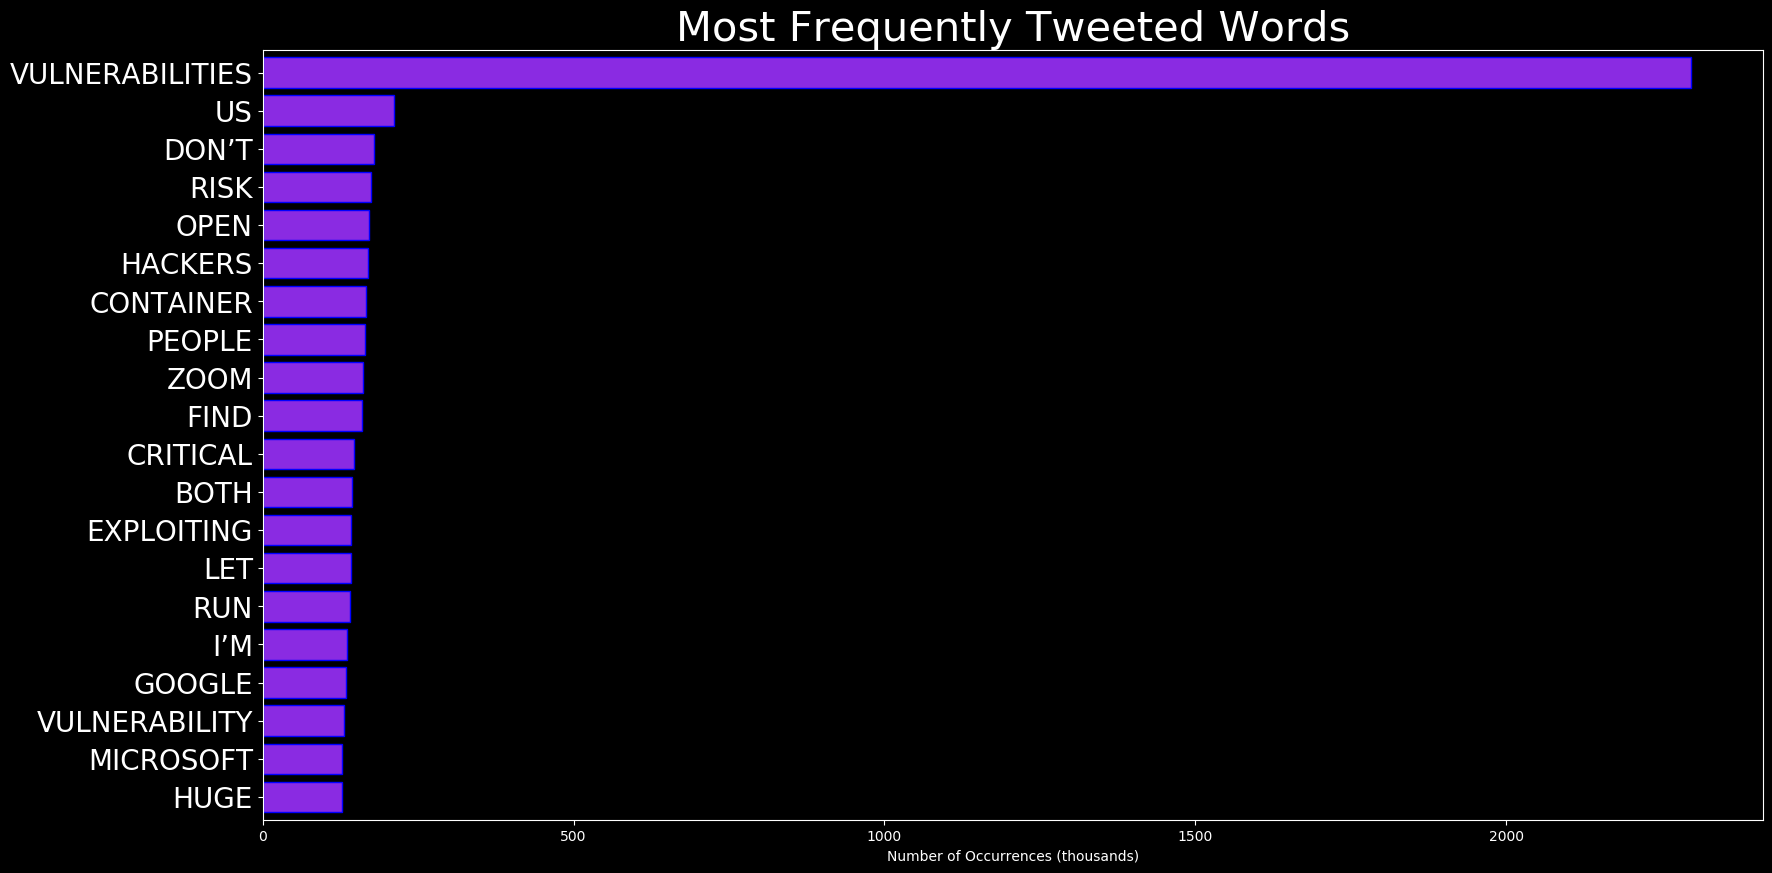 Most Frequently Tweeted Words
VULNERABILITIES
US
DON’T
RISK
OPEN
HACKERS
CONTAINER
PEOPLE
ZOOM
FIND
CRITICAL
BOTH
EXPLOITING
LET
RUN
I’M
GOOGLE
VULNERABILITY
MICROSOFT
HUGE
0 500 1000 1500 2000
Number of Occurrences (thousands)